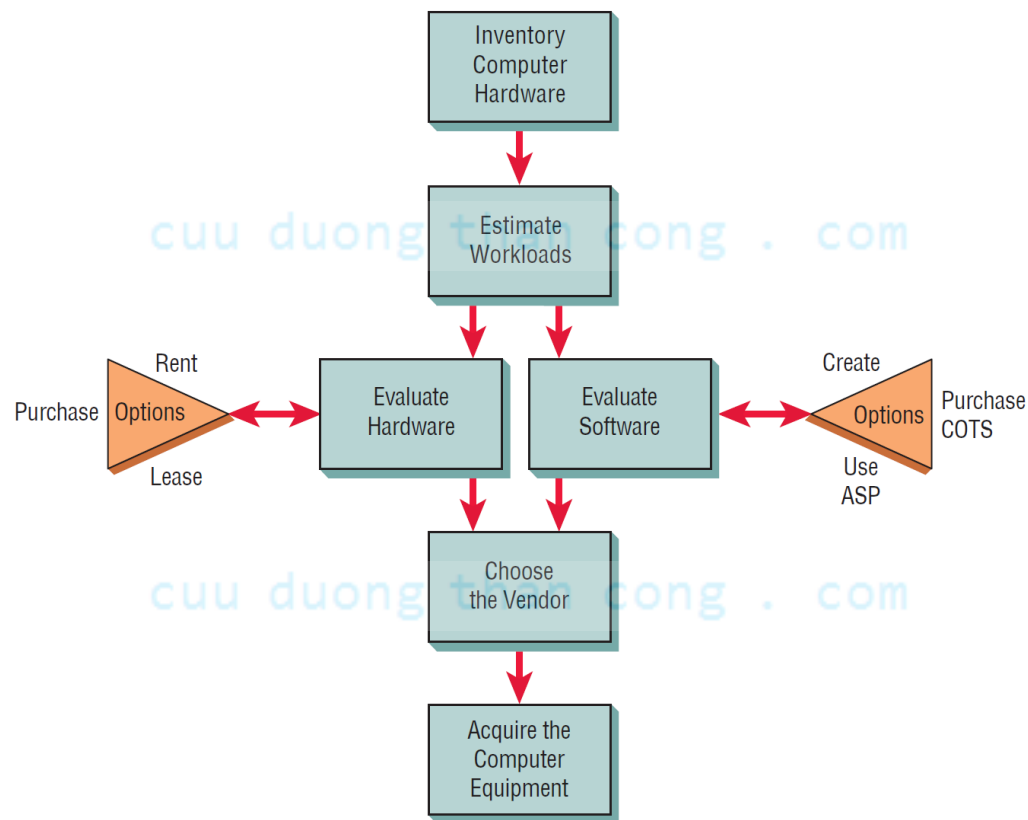 Inventory
Computer
Hardware
Estimate
Workloads
cuu duong than cong . com
Rent
Purchase
Options
Lease
Evaluate
Hardware
Evaluate
Software
Create
Options
Purchase
COTS
Use
ASP
Choose
the Vendor
cuu duong than cong . com
Acquire the
Computer
Equipment